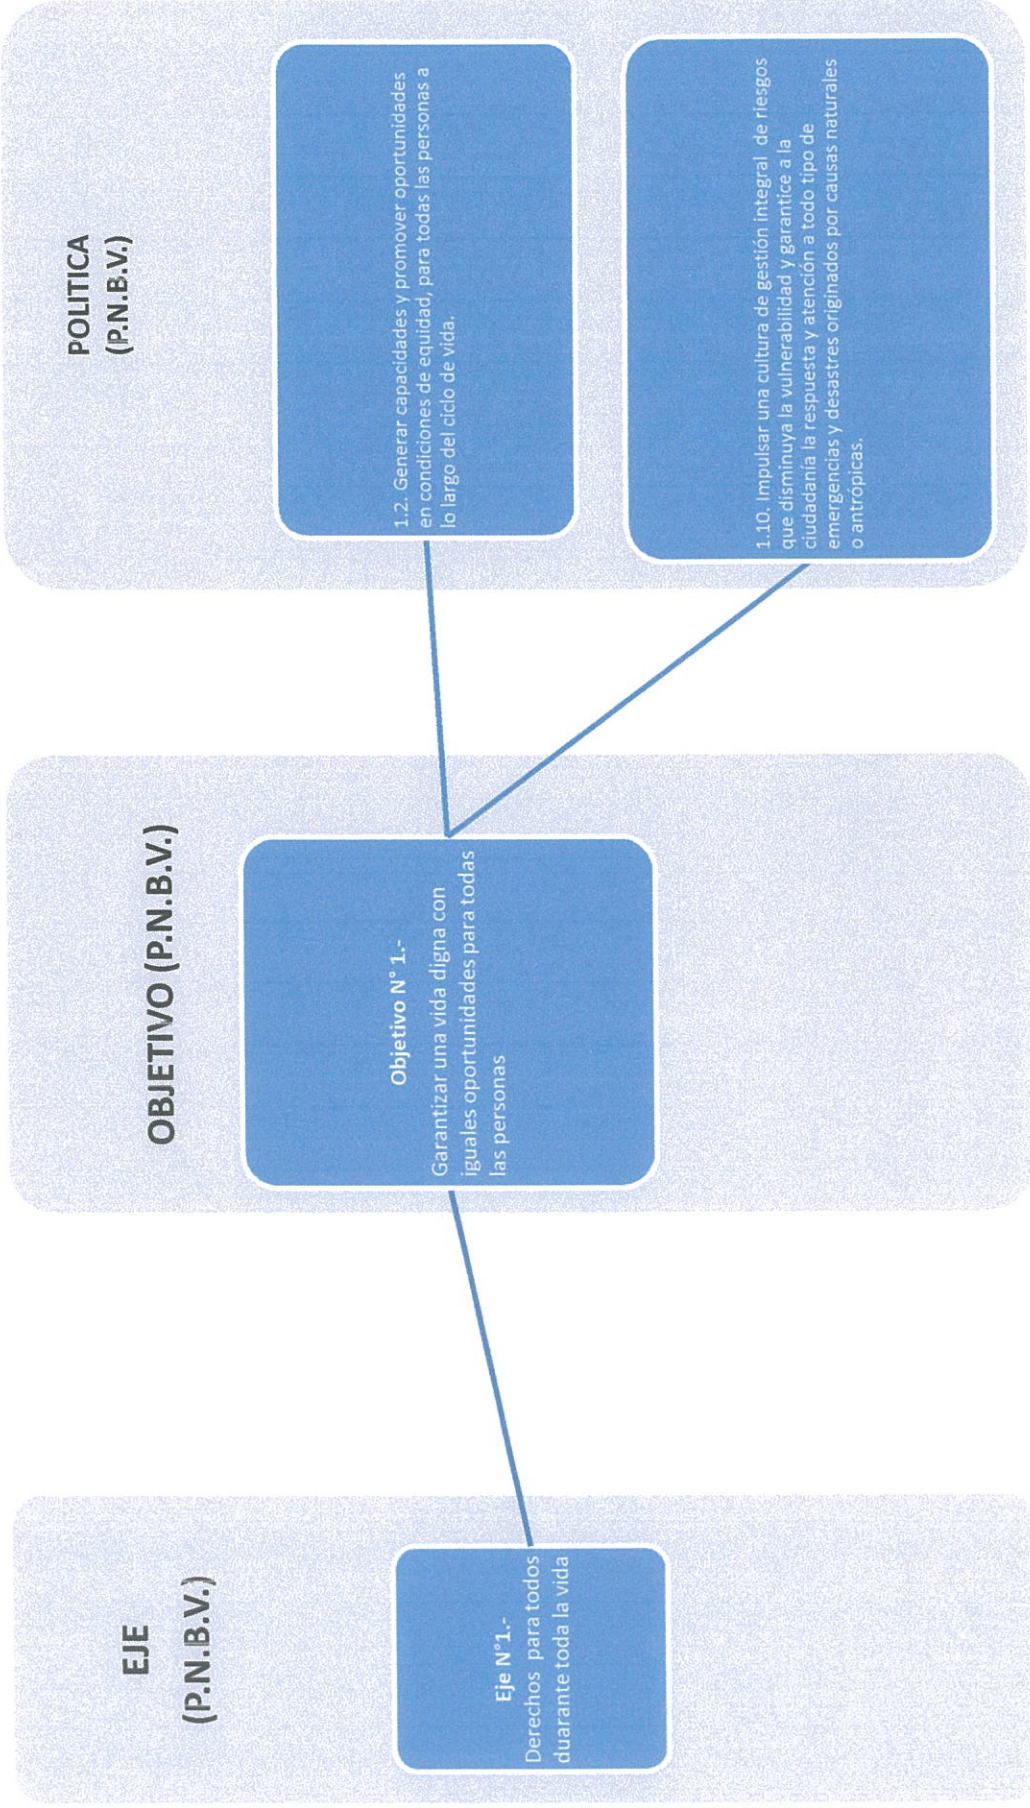 EJE
(P.N.B.V.)
Eje N°1.-
Derechos para todos
duarante toda la vida
OBJETIVO (P.N.B.V.)
Objetivo N° 1.-
Garantizar una vida digna con
iguales oportunidades para todas
las personas
POLITICA
(P.N.B.V.)
1.2. Generar capacidades y promover oportunidades
en condiciones de equidad, para todas las personas a
lo largo del ciclo de vida.
1.10. Impulsar una cultura de gestión integral de riesgos
que disminuya la vulnerabilidad y garantice a la
ciudadanía la respuesta y atención a todo tipo de
emergencias y desastres originados por causas naturales
o antrópicas.